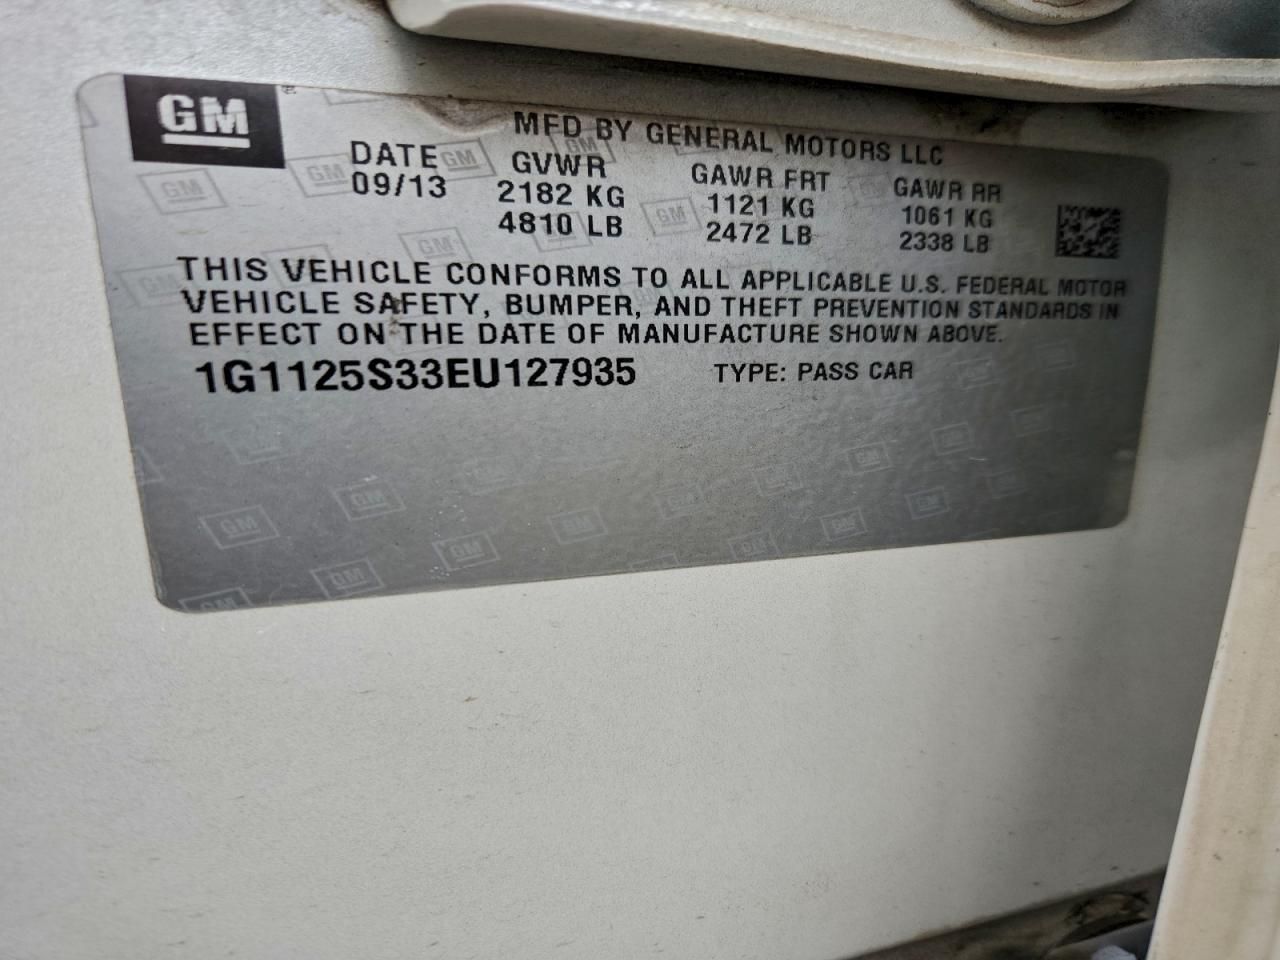 GM
MFD BY GENERAL MOTORS LLC
DATE GVWR GAWR FRT GAWR RR
09/13 2182 KG 1121 KG 1061 KG
4810 LB 2472 LB 2338 LB
THIS VEHICLE CONFORMS TO ALL APPLICABLE U.S. FEDERAL MOTOR
VEHICLE SAFETY, BUMPER, AND THEFT PREVENTION STANDARDS IN
EFFECT ON THE DATE OF MANUFACTURE SHOWN ABOVE.
1G1125S33EU127935 TYPE: PASS CAR